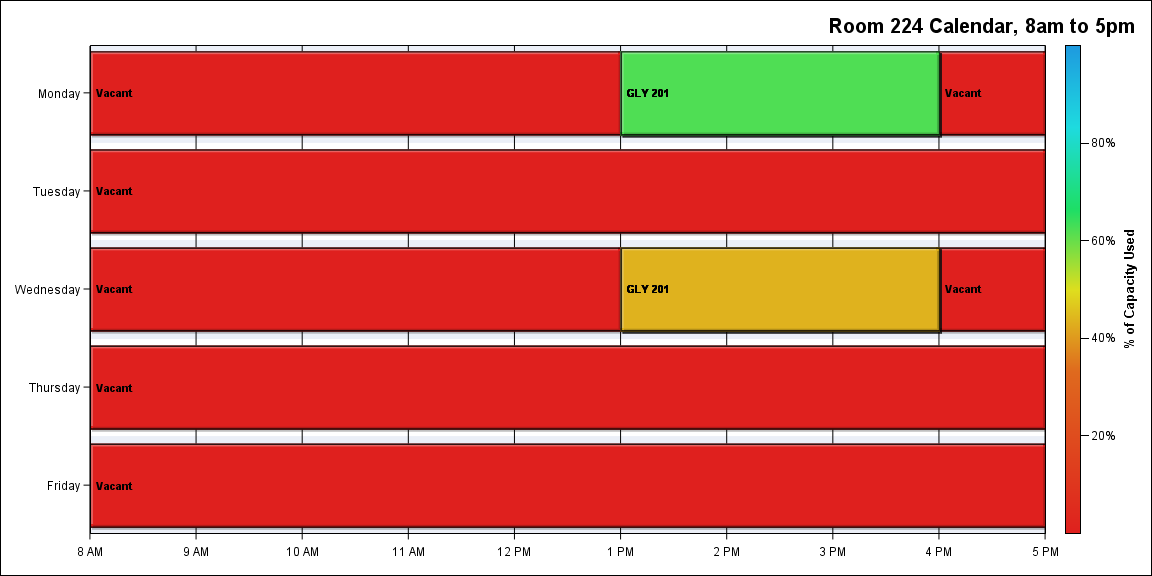 Room 224 Calendar, 8am to 5pm
Monday
Vacant
GLY 201
Vacant
80%
Tuesday
Vacant
60%
Wednesday
Vacant
GLY 201
Vacant
% of Capacity Used
40%
Thursday
Vacant
20%
Friday
Vacant
8 AM 9 AM 10 AM 11 AM 12 PM 1 PM 2 PM 3 PM 4 PM 5 PM